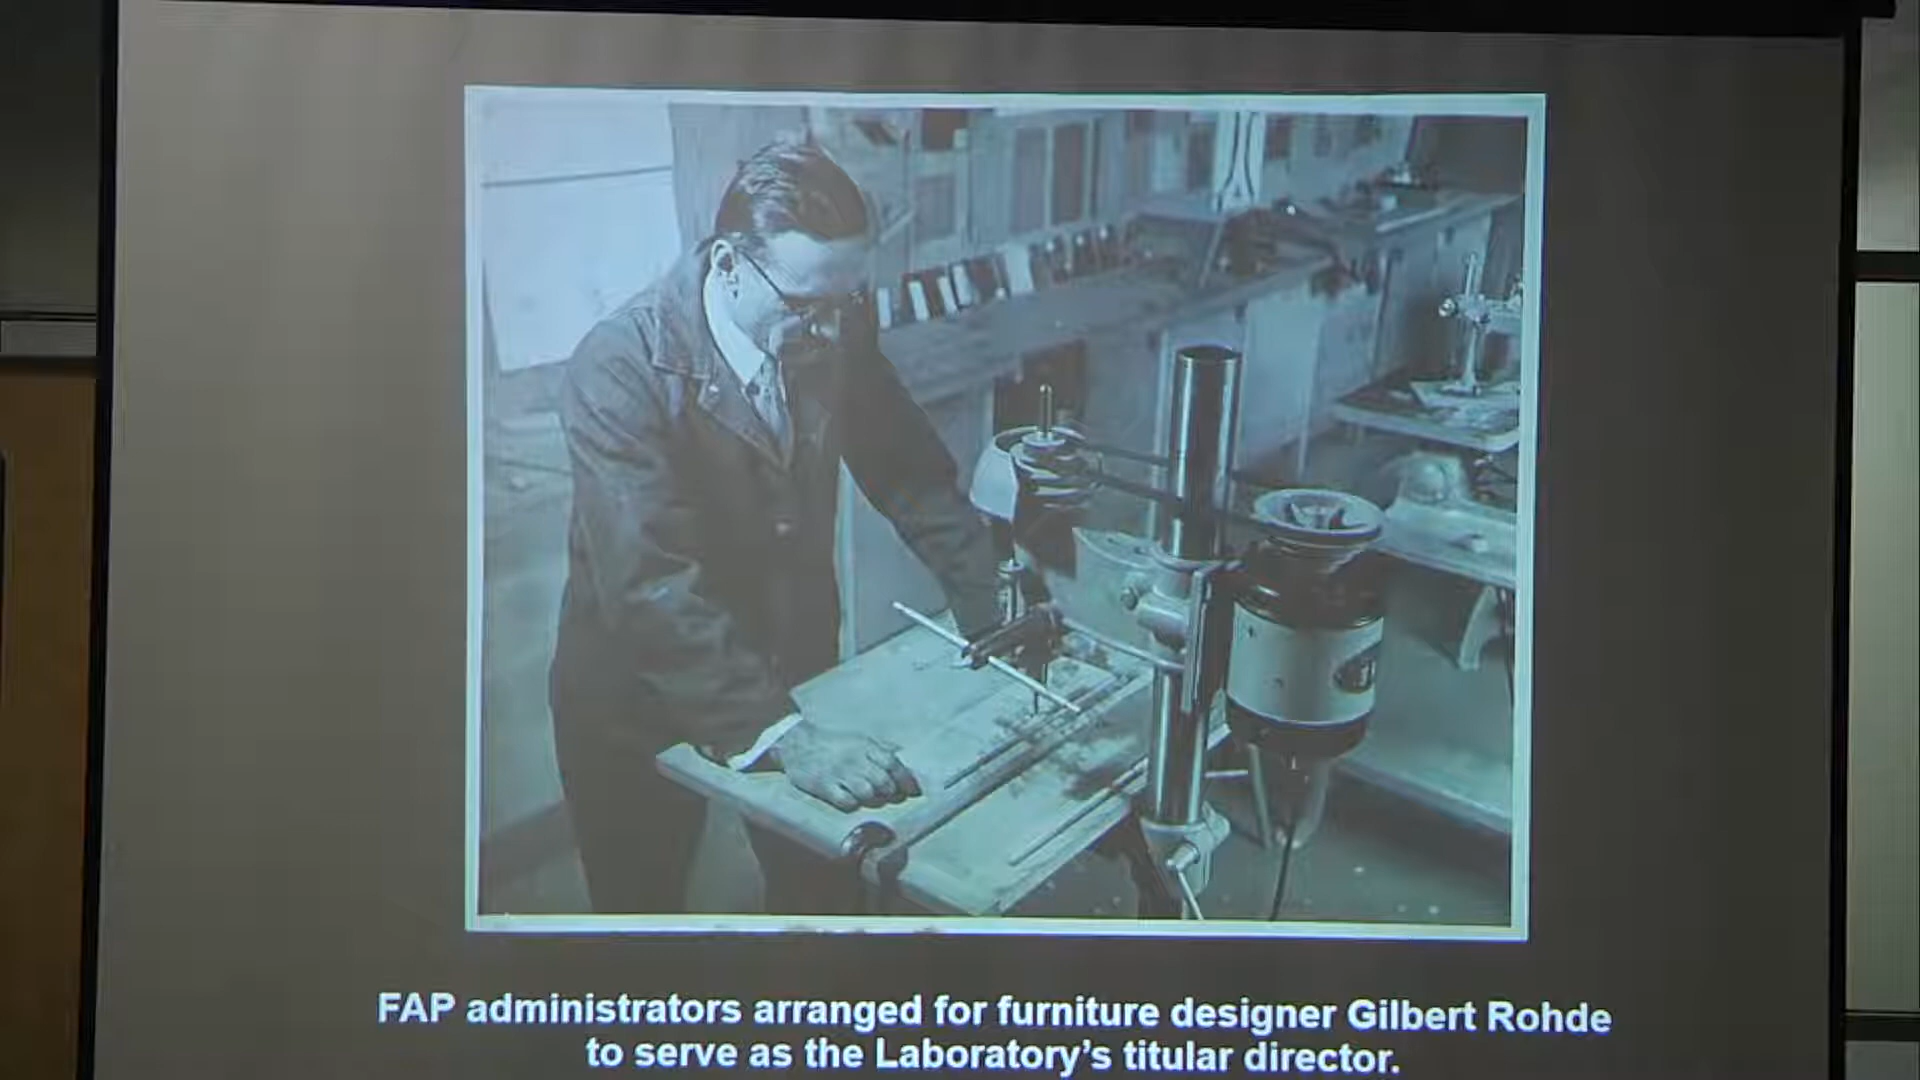 FAP administrators arranged for furniture designer Gilbert Rohde
to serve as the Laboratory's titular director.